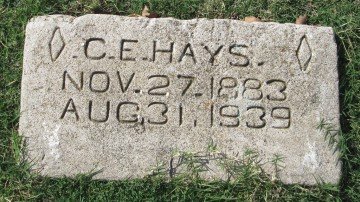 C.E. HAYS.
NOV. 27. 1883
AUG. 31, 1939